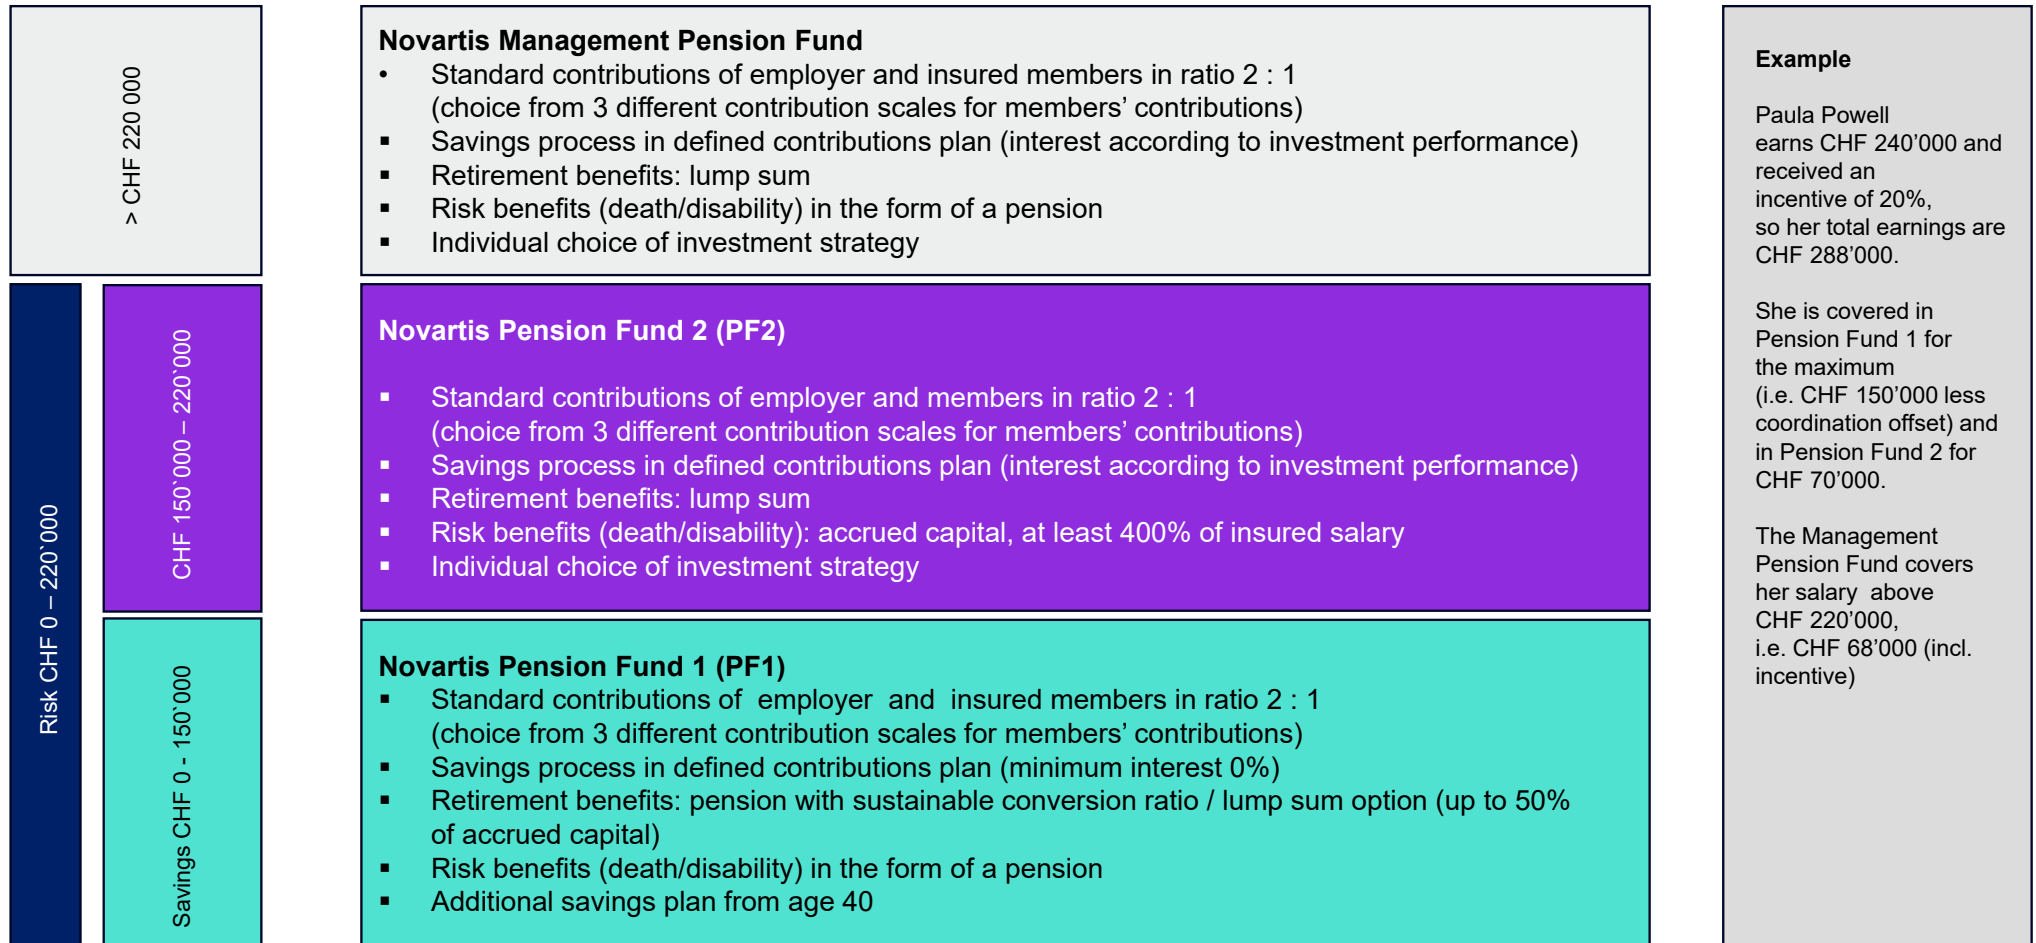 > CHF 220 000
Novartis Management Pension Fund
• Standard contributions of employer and insured members in ratio 2 : 1
(choice from 3 different contribution scales for members’ contributions)
▪ Savings process in defined contributions plan (interest according to investment performance)
▪ Retirement benefits: lump sum
▪ Risk benefits (death/disability) in the form of a pension
▪ Individual choice of investment strategy
Risk CHF 0 – 220`000
CHF 150`000 – 220`000
Novartis Pension Fund 2 (PF2)
▪ Standard contributions of employer and members in ratio 2 : 1
(choice from 3 different contribution scales for members’ contributions)
▪ Savings process in defined contributions plan (interest according to investment performance)
▪ Retirement benefits: lump sum
▪ Risk benefits (death/disability): accrued capital, at least 400% of insured salary
▪ Individual choice of investment strategy
Savings CHF 0 - 150`000
Novartis Pension Fund 1 (PF1)
▪ Standard contributions of employer and insured members in ratio 2 : 1
(choice from 3 different contribution scales for members’ contributions)
▪ Savings process in defined contributions plan (minimum interest 0%)
▪ Retirement benefits: pension with sustainable conversion ratio / lump sum option (up to 50%
of accrued capital)
▪ Risk benefits (death/disability) in the form of a pension
▪ Additional savings plan from age 40
Example
Paula Powell
earns CHF 240’000 and
received an
incentive of 20%,
so her total earnings are
CHF 288’000.
She is covered in
Pension Fund 1 for
the maximum
(i.e. CHF 150’000 less
coordination offset) and
in Pension Fund 2 for
CHF 70’000.
The Management
Pension Fund covers
her salary above
CHF 220’000,
i.e. CHF 68’000 (incl.
incentive)